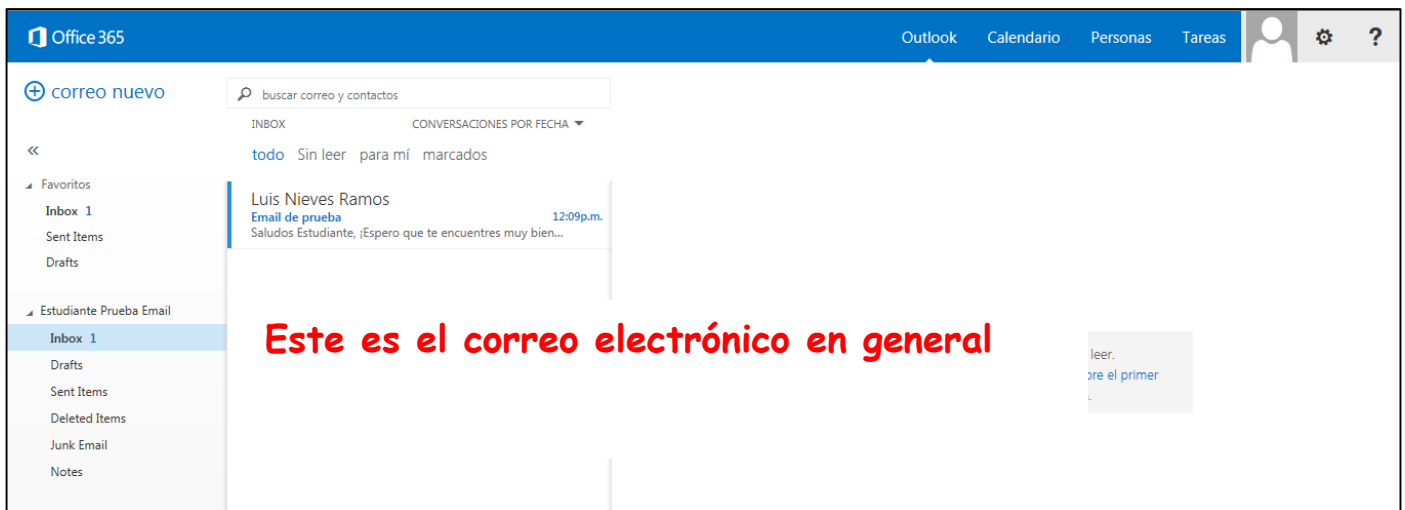 Office 365
Outlook Calendario Personas Tareas ?
correo nuevo
buscar correo y contactos
INBOX CONVERSACIONES POR FECHA
todo Sin leer para mí marcados
Favoritos
Inbox 1
Sent Items
Drafts
Estudiante Prueba Email
Inbox 1
Drafts
Sent Items
Deleted Items
Junk Email
Notes
Luis Nieves Ramos
Email de prueba 12:09p.m.
Saludos Estudiante, ¡Espero que te encuentres muy bien...
Este es el correo electrónico en general
leer.
el primer